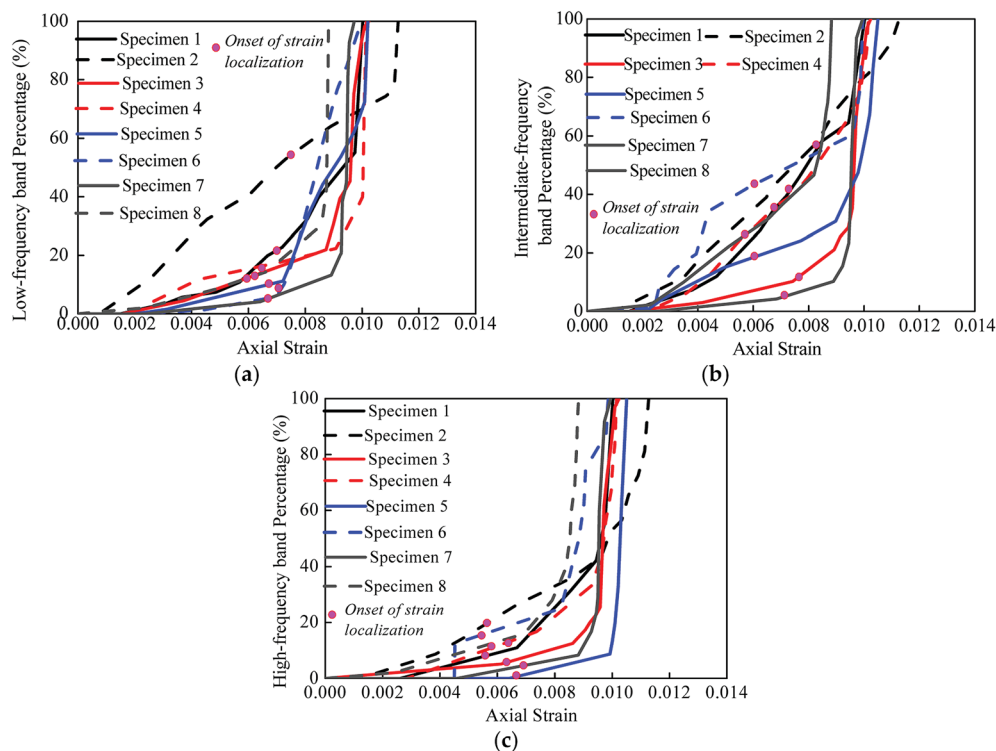 100
80
60
40
20
0
Low-frequency band Percentage (%)
Specimen 1
Specimen 2
Specimen 3
Specimen 4
Specimen 5
Specimen 6
Specimen 7
Specimen 8
Onset of strain
localization
0.000 0.002 0.004 0.006 0.008 0.010 0.012 0.014
Axial Strain
(a)
100
80
60
40
20
0
Intermediate-frequency
band Percentage (%)
Specimen 1
Specimen 2
Specimen 3
Specimen 4
Specimen 5
Specimen 6
Specimen 7
Specimen 8
Onset of strain
localization
0.000 0.002 0.004 0.006 0.008 0.010 0.012 0.014
Axial Strain
(b)
100
80
60
40
20
0
High-frequency band Percentage (%)
Specimen 1
Specimen 2
Specimen 3
Specimen 4
Specimen 5
Specimen 6
Specimen 7
Specimen 8
Onset of strain
localization
0.000 0.002 0.004 0.006 0.008 0.010 0.012 0.014
Axial Strain
(c)